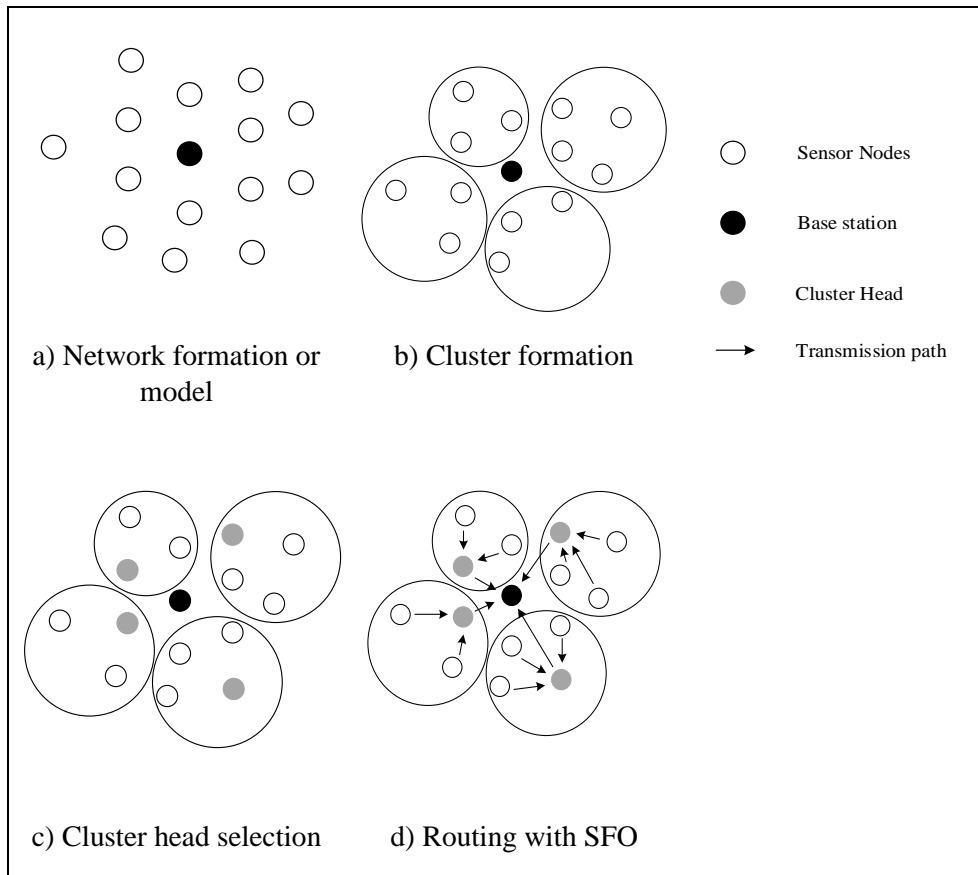 Sensor Nodes
Base station
Cluster Head
Transmission path
a) Network formation or
model
b) Cluster formation
c) Cluster head selection
d) Routing with SFO